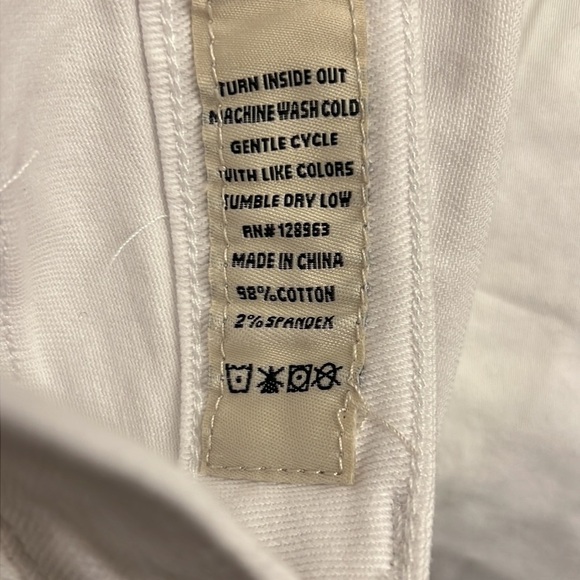 TURN INSIDE OUT
MACHINE WASH COLD
GENTLE CYCLE
WITH LIKE COLORS
TUMBLE DRY LOW
RN# 128963
MADE IN CHINA
98% COTTON
2% SPANDEX